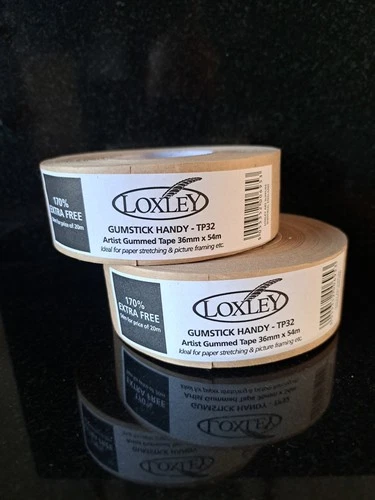 170%
EXTRA FREE
54m for price of 20m
LOXLEY
GUMSTICK HANDY - TP32
Artist Gummed Tape 36mm x 54m
Ideal for paper stretching & picture framing etc.
170%
EXTRA FREE
54m for price of 20m
LOXLEY
GUMSTICK HANDY - TP32
Artist Gummed Tape 36mm x 54m
Ideal for paper stretching & picture framing etc.